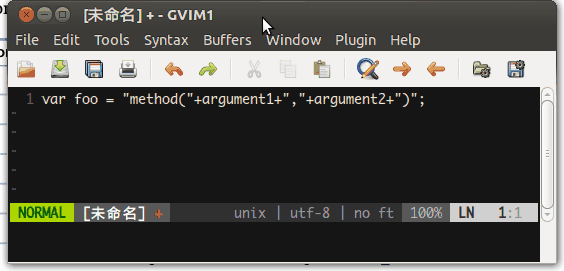 [未命名] + - GVIM1
File Edit Tools Syntax Buffers Window Plugin Help
1 var foo = "method("+argument1+","+argument2+")";
NORMAL [未命名] + unix | utf-8 | no ft 100% LN 1:1